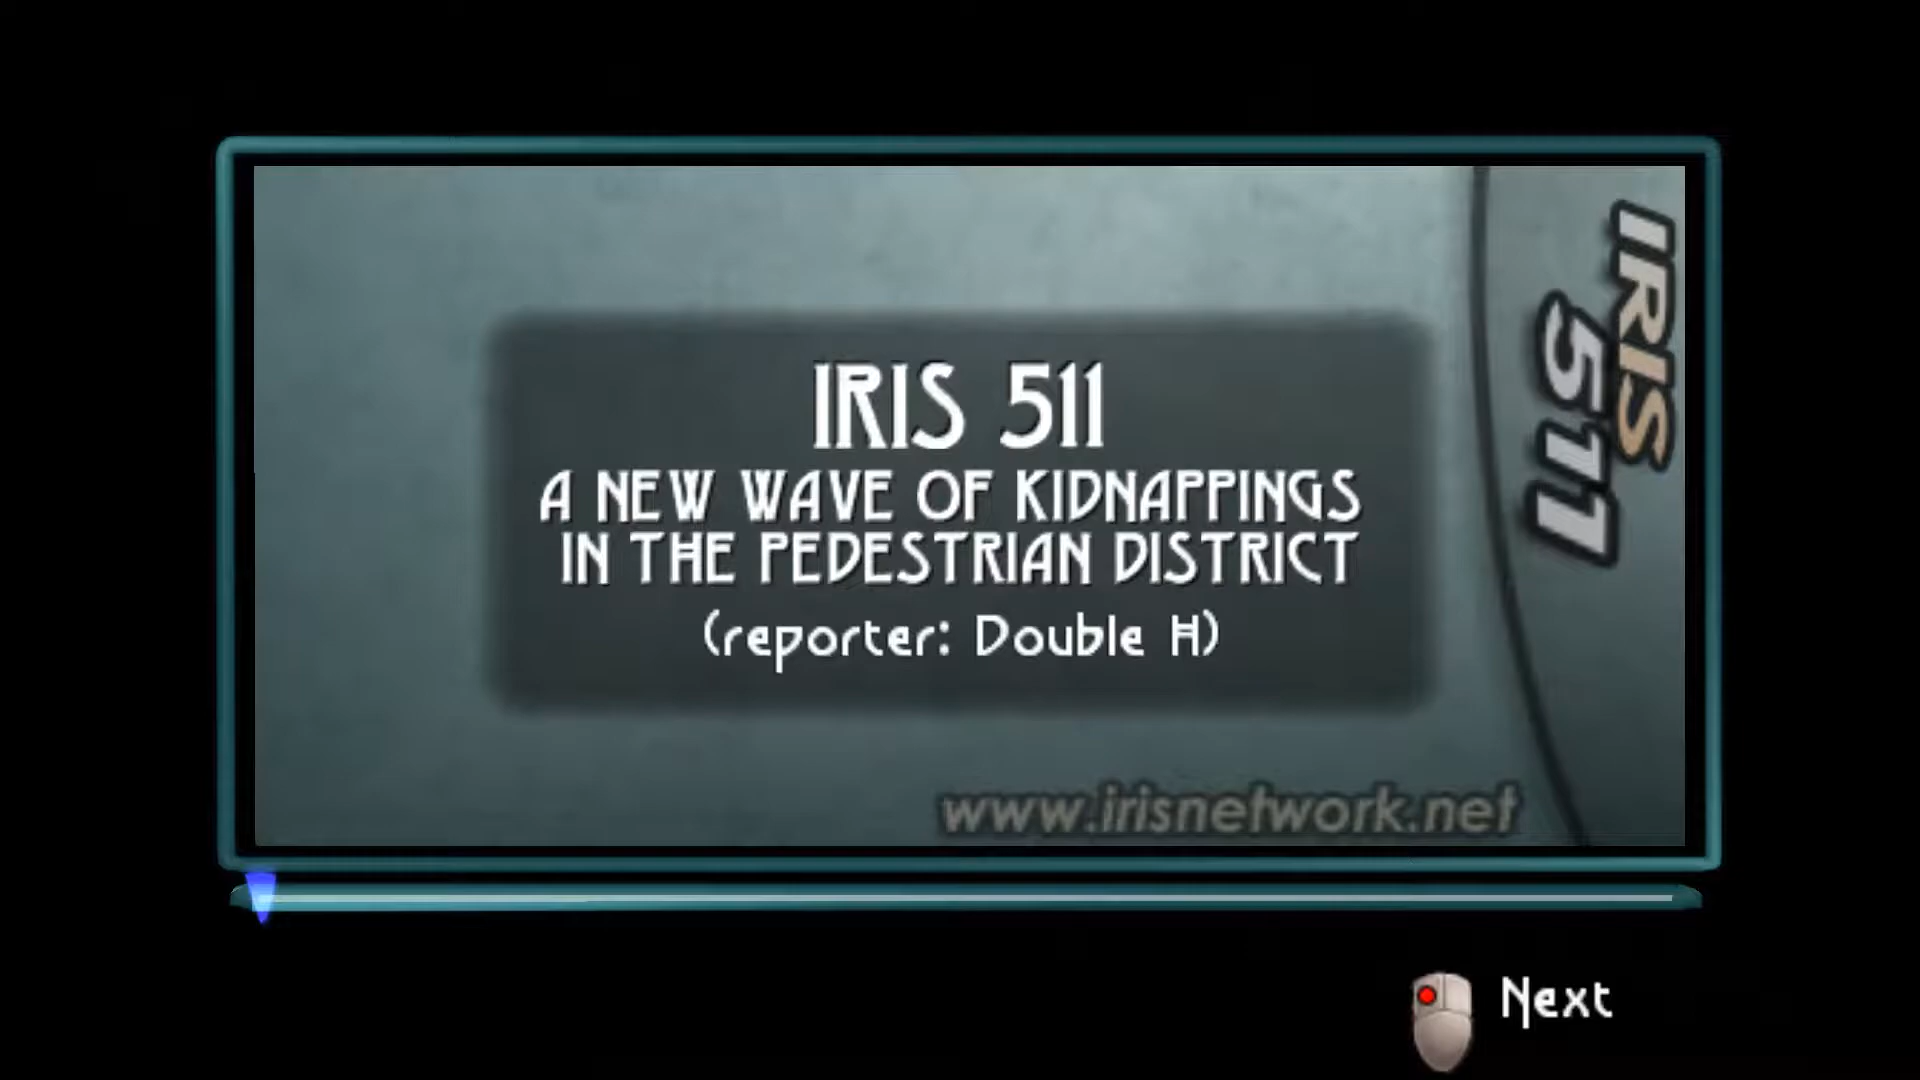 IRIS 511
A NEW WAVE OF KIDNAPPINGS
IN THE PEDESTRIAN DISTRICT
(reporter: Double H)
IRIS
511
www.irisnetwork.net
Next